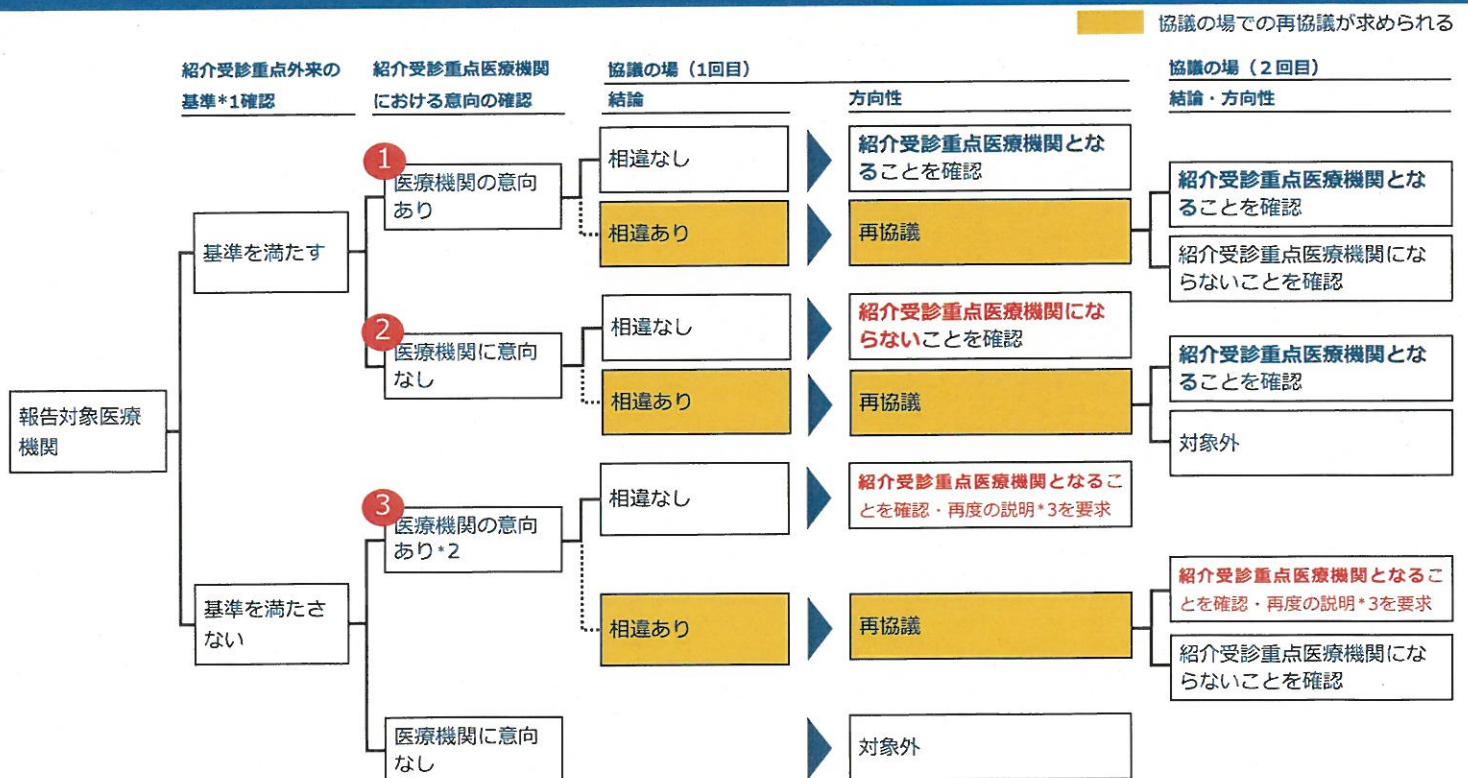 協議の場での再協議が求められる
紹介受診重点外来の
基準*1確認
紹介受診重点医療機関
における意向の確認
協議の場（1回目）
結論
方向性
協議の場（２回目）
結論・方向性
報告対象医療
機関
基準を満たす
1
医療機関の意向
あり
相違なし
紹介受診重点医療機関とな
ることを確認
相違あり
再協議
紹介受診重点医療機関とな
ることを確認
紹介受診重点医療機関にな
らないことを確認
2
医療機関に意向
なし
相違なし
紹介受診重点医療機関にな
らないことを確認
相違あり
再協議
紹介受診重点医療機関とな
ることを確認
対象外
基準を満たさ
ない
3
医療機関の意向
あり*2
相違なし
紹介受診重点医療機関となるこ
とを確認・再度の説明*3を要求
相違あり
再協議
紹介受診重点医療機関となるこ
とを確認・再度の説明*3を要求
紹介受診重点医療機関にな
らないことを確認
医療機関に意向
なし
対象外